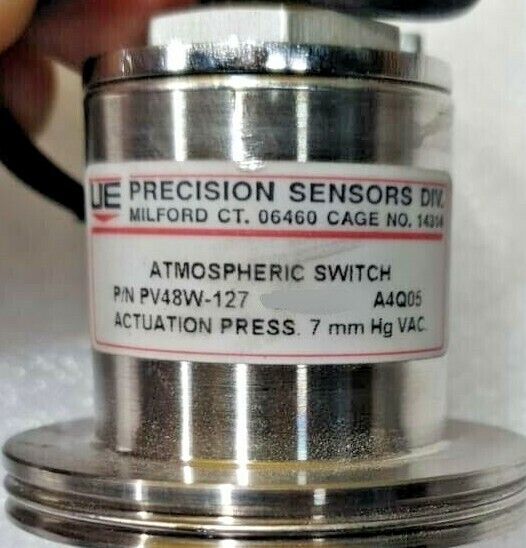 UE PRECISION SENSORS DIV.
MILFORD CT. 06460 CAGE NO. 14314
ATMOSPHERIC SWITCH
P/N PV48W-127 A4Q05
ACTUATION PRESS. 7 mm Hg VAC.